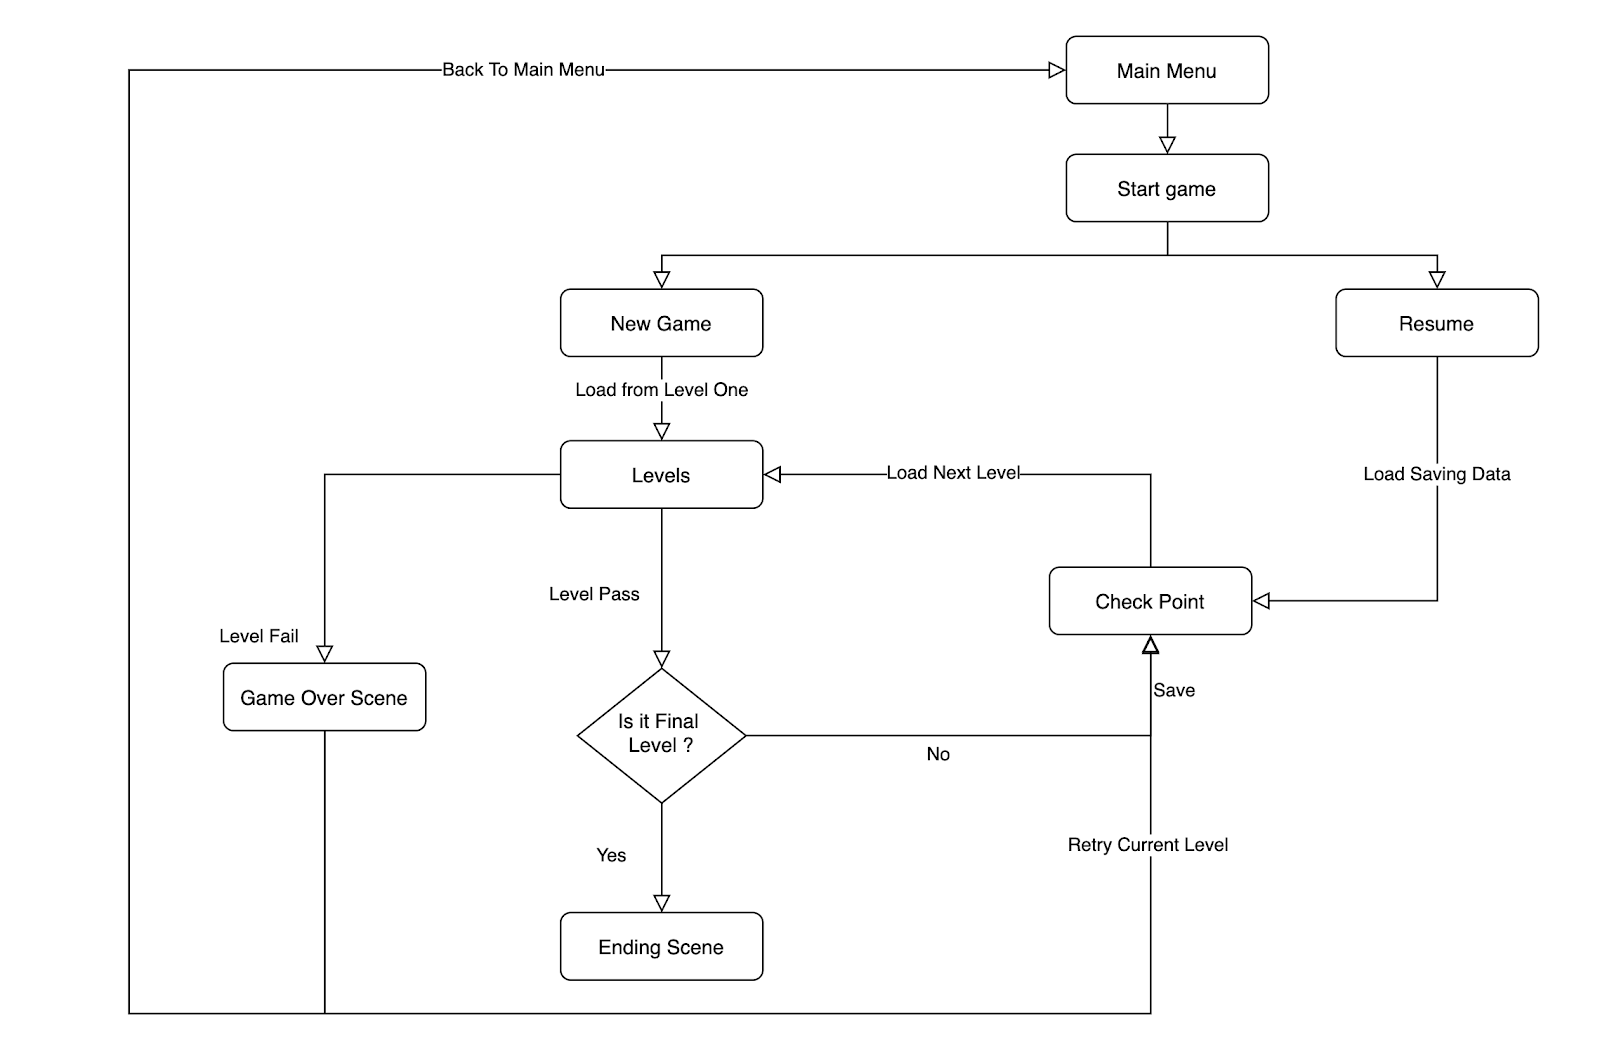 Back To Main Menu
Main Menu
Start game
New Game
Resume
Load from Level One
Levels
Load Next Level
Load Saving Data
Level Pass
Check Point
Level Fail
Game Over Scene
Save
Is it Final
Level ?
No
Retry Current Level
Yes
Ending Scene